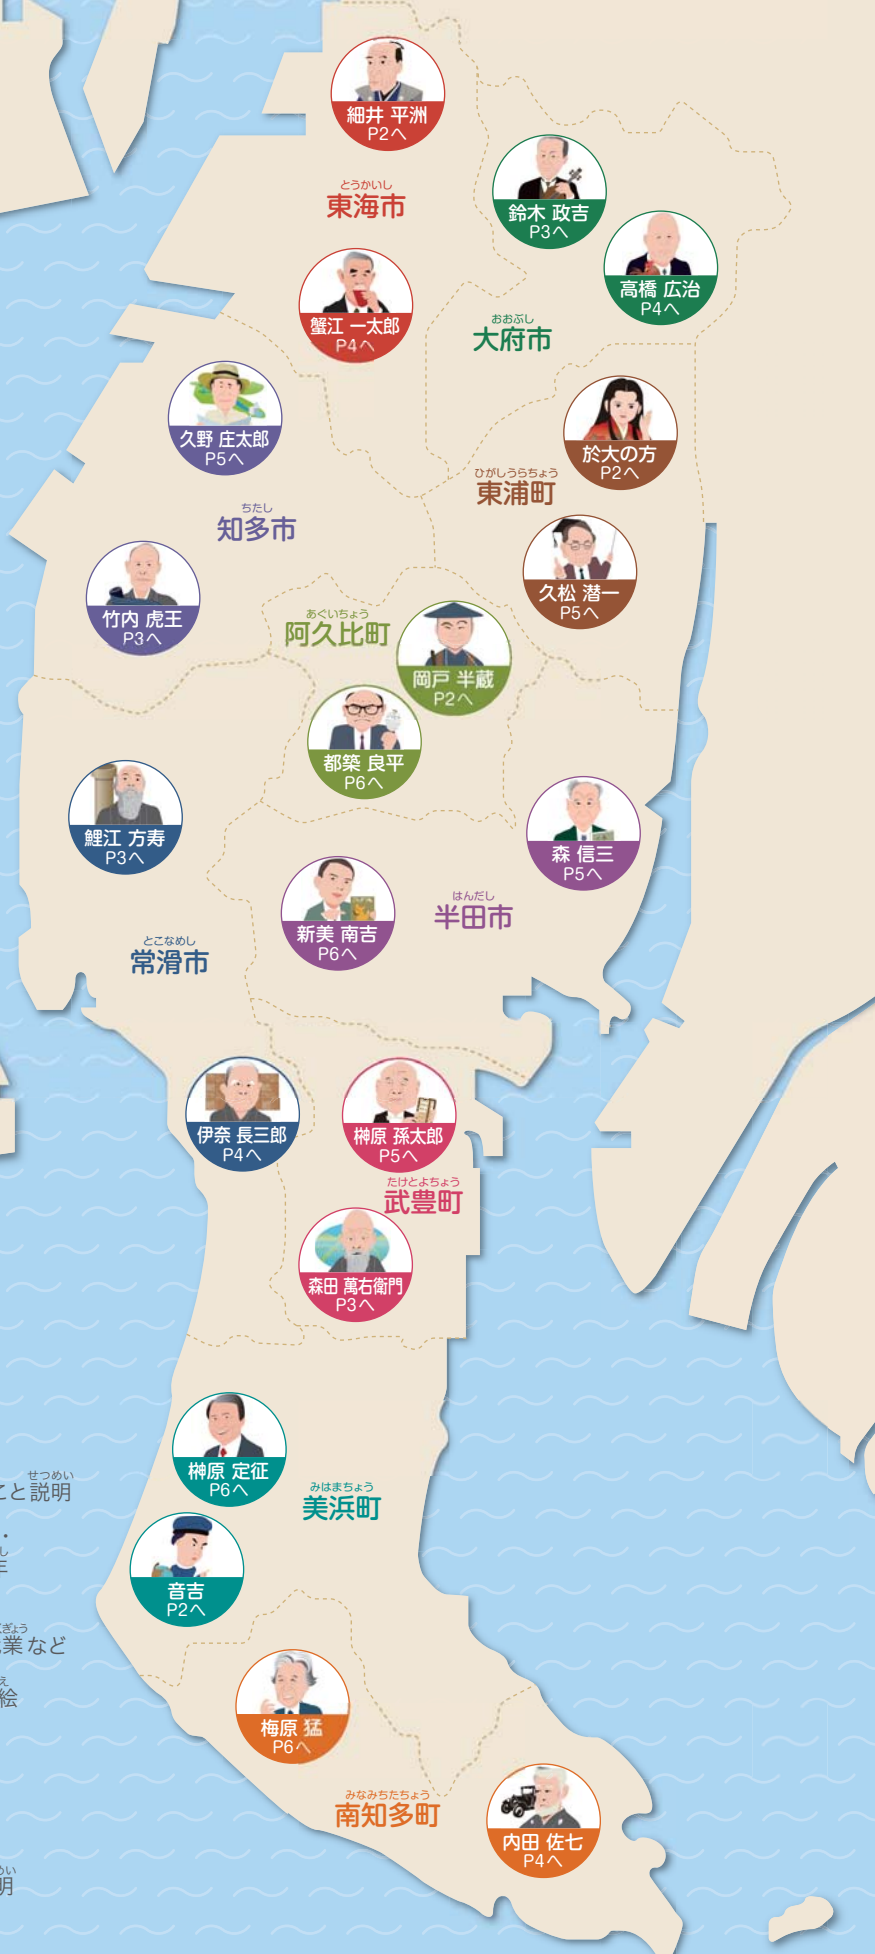 細井 平洲
P2へ
とうかいし
東海市
鈴木 政吉
P3へ
高橋 広治
P4へ
蟹江 一太郎
P4へ
おおぶし
大府市
久野 庄太郎
P5へ
於大の方
P2へ
ひがしうらちょう
東浦町
ちたし
知多市
久松 潜一
P5へ
竹内 虎王
P3へ
あぐいちょう
阿久比町
岡戸 半蔵
P2へ
都築 良平
P6へ
鯉江 方寿
P3へ
森 信三
P5へ
はんだし
半田市
新美 南吉
P6へ
とこなめし
常滑市
伊奈 長三郎
P4へ
榊原 孫太郎
P5へ
たけとよちょう
武豊町
森田 萬右衛門
P3へ
榊原 定征
P6へ
みはまちょう
美浜町
せつめい
こと説明
・
し
年
音吉
P2へ
ぎょう
業など
え
絵
梅原 猛
P6へ
みなみちたちょう
南知多町
内田 佐七
P4へ
めい
明